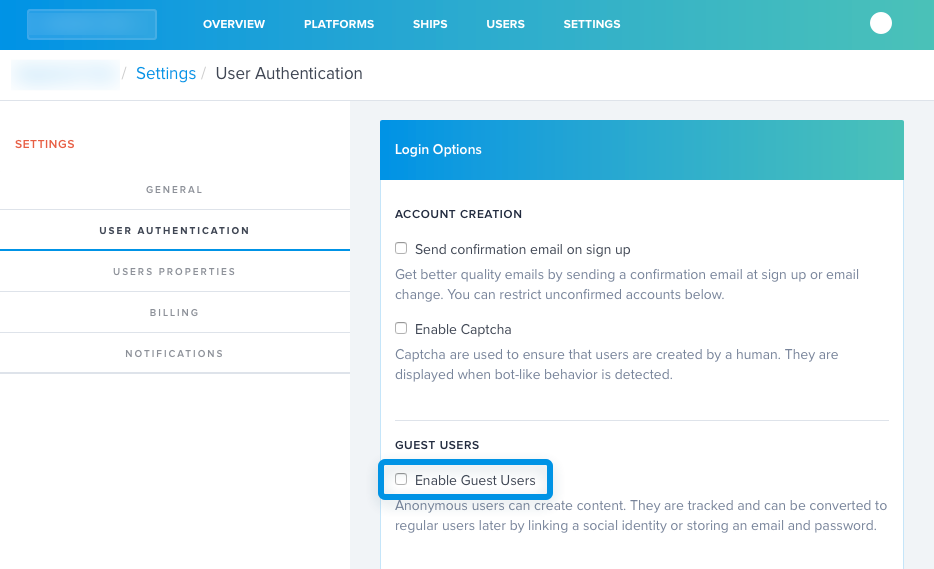 OVERVIEW PLATFORMS SHIPS USERS SETTINGS
/ Settings / User Authentication
SETTINGS
GENERAL
USER AUTHENTICATION
USERS PROPERTIES
BILLING
NOTIFICATIONS
Login Options
ACCOUNT CREATION
Send confirmation email on sign up
Get better quality emails by sending a confirmation email at sign up or email
change. You can restrict unconfirmed accounts below.
Enable Captcha
Captcha are used to ensure that users are created by a human. They are
displayed when bot-like behavior is detected.
GUEST USERS
Enable Guest Users
Anonymous users can create content. They are tracked and can be converted to
regular users later by linking a social identity or storing an email and password.